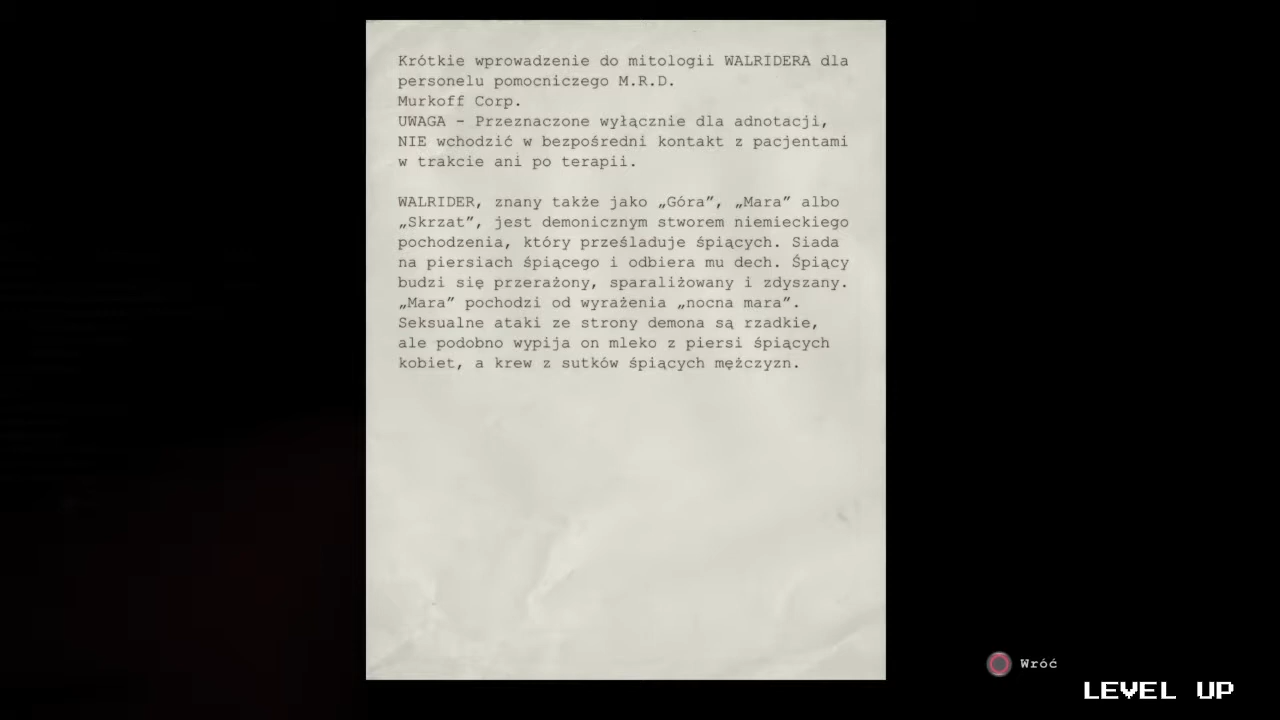 Krótkie wprowadzenie do mitologii WALRIDERA dla
personelu pomocniczego M.R.D.
Murkoff Corp.
UWAGA - Przeznaczone wyłącznie dla adnotacji,
NIE wchodzić w bezpośredni kontakt z pacjentami
w trakcie ani po terapii.

WALRIDER, znany także jako „Góra”, „Mara” albo
„Skrzat”, jest demonicznym stworem niemieckiego
pochodzenia, który prześladuje śpiących. Siada
na piersiach śpiącego i odbiera mu dech. Śpiący
budzi się przerażony, sparaliżowany i zdyszany.
„Mara” pochodzi od wyrażenia „nocna mara”.
Seksualne ataki ze strony demona są rzadkie,
ale podobno wypija on mleko z piersi śpiących
kobiet, a krew z sutków śpiących mężczyzn.
Wróć
LEVEL UP